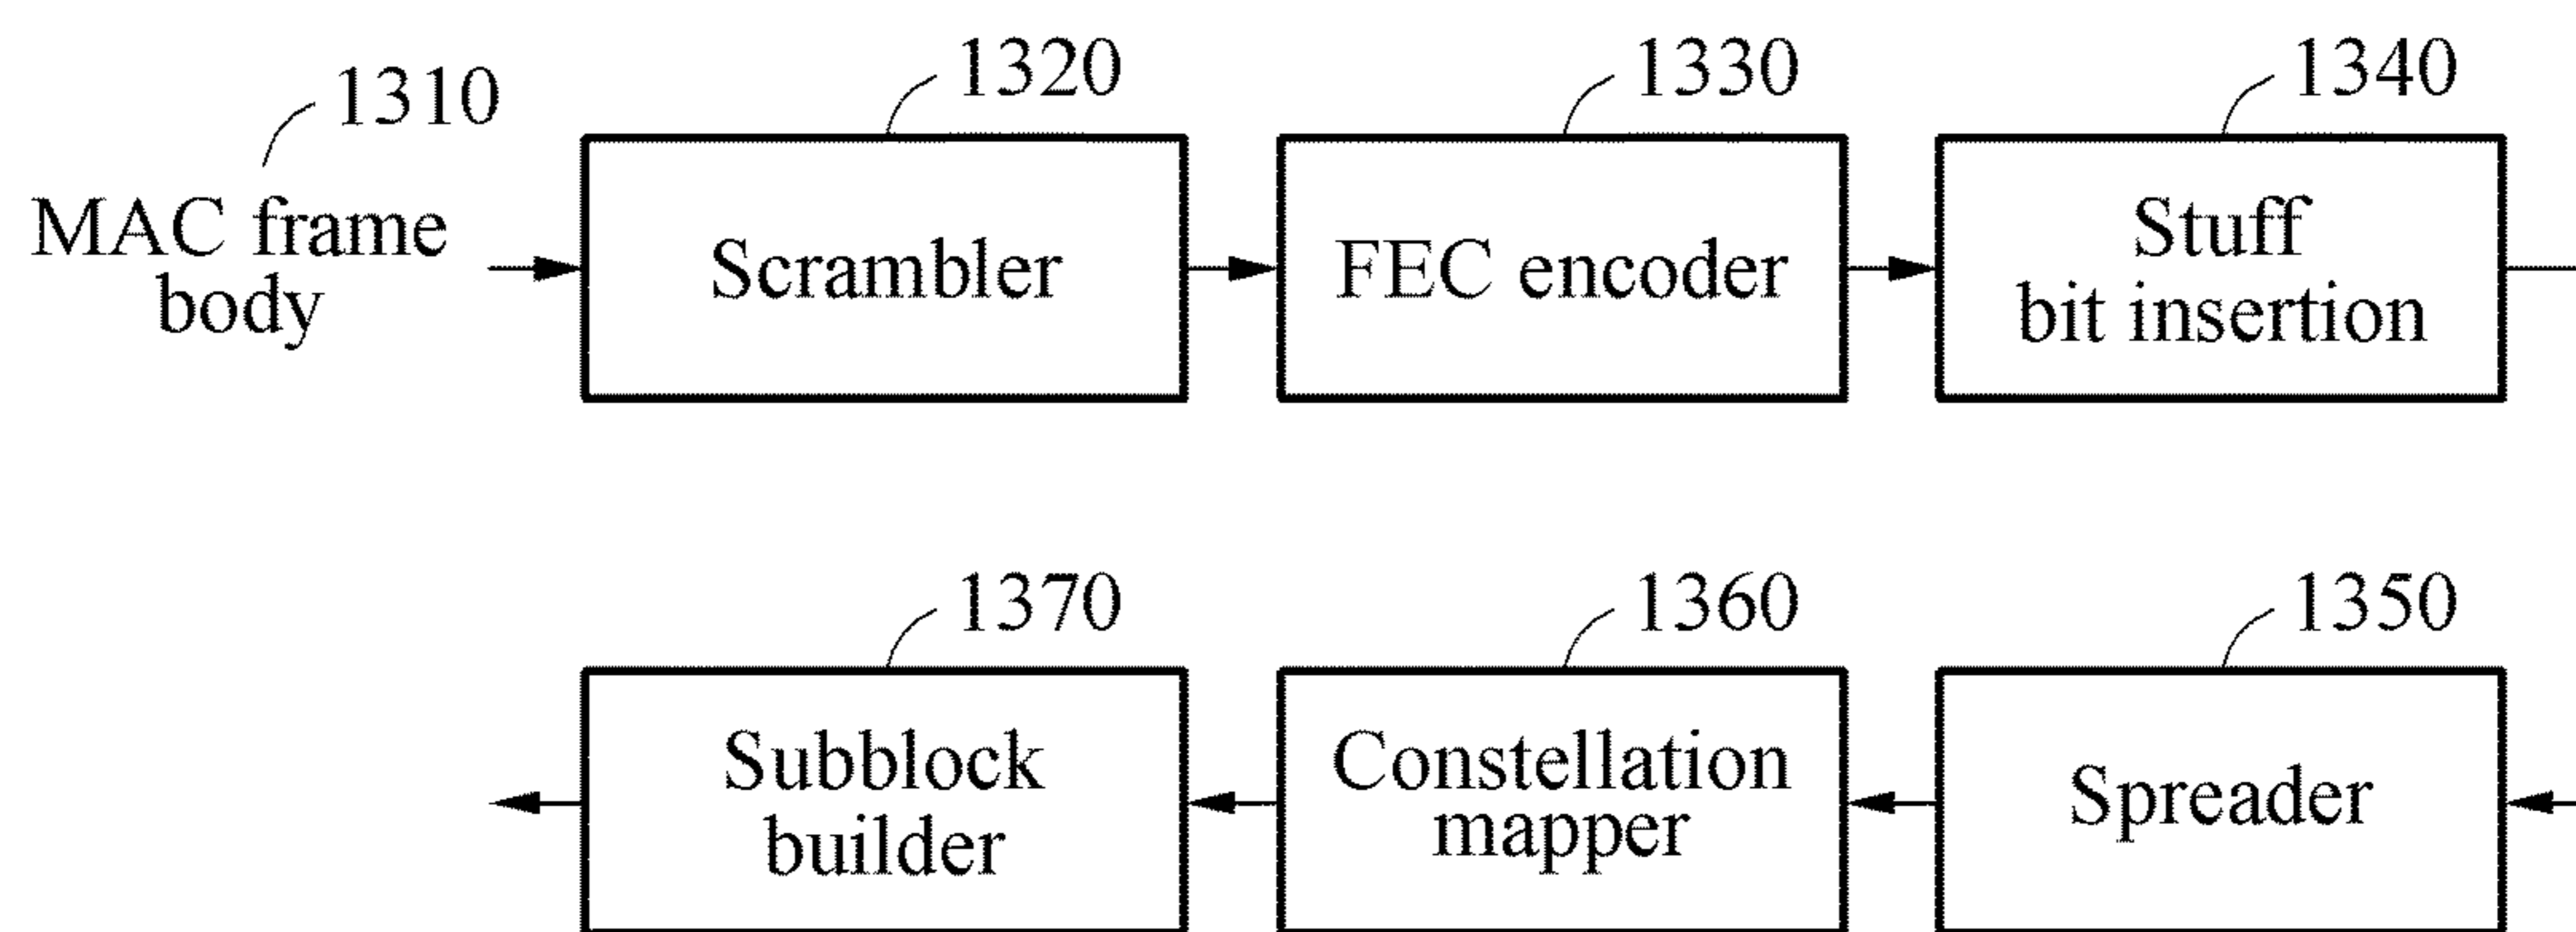 1310
MAC frame
body
1320
Scrambler
1330
FEC encoder
1340
Stuff
bit insertion
1370
Subblock
builder
1360
Constellation
mapper
1350
Spreader